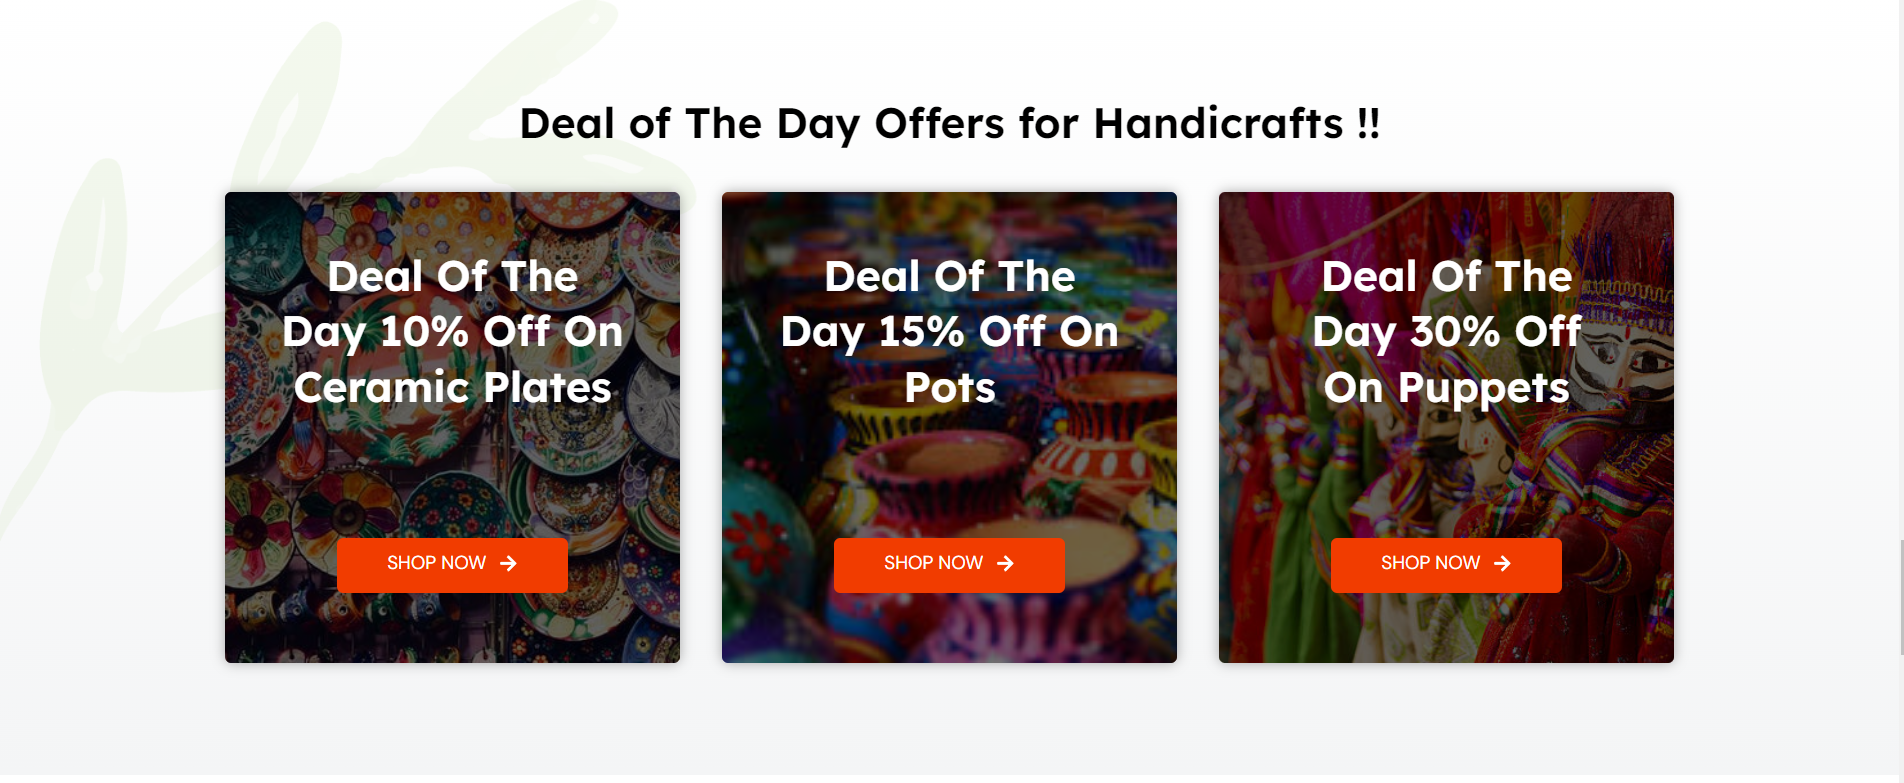 Deal of The Day Offers for Handicrafts !!
Deal Of The
Day 10% Off On
Ceramic Plates
SHOP NOW
Deal Of The
Day 15% Off On
Pots
SHOP NOW
Deal Of The
Day 30% Off
On Puppets
SHOP NOW